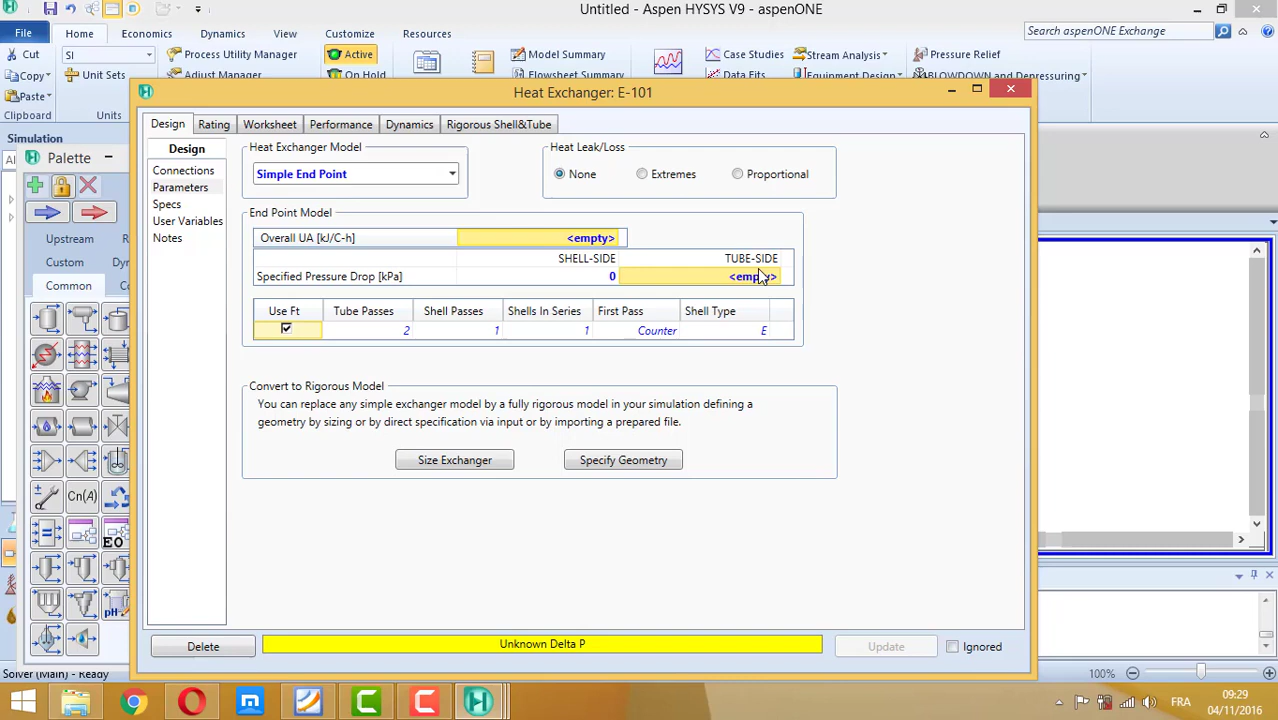 Untitled - Aspen HYSYS V9 - aspenONE
File Home Economics Dynamics View Customize Resources
Search aspenONE Exchange
Cut SI Process Utility Manager Active Model Summary Case Studies Stream Analysis Pressure Relief
Copy Unit Sets Adjust Manager On Hold Flowsheet Summary Data Fits Equipment Design BLOWDOWN and Depressuring
Paste
Clipboard
Simulation
Palette
Upstream
Custom
Common
Cn(A)
EO
pH
Heat Exchanger: E-101
Design Rating Worksheet Performance Dynamics Rigorous Shell&Tube
Design
Connections
Parameters
Specs
User Variables
Notes
Heat Exchanger Model
Simple End Point
Heat Leak/Loss
None Extremes Proportional
End Point Model
Overall UA [kJ/C-h] <empty>
SHELL-SIDE TUBE-SIDE
Specified Pressure Drop [kPa] 0 <empty>
Use Ft Tube Passes Shell Passes Shells In Series First Pass Shell Type
2 1 1 Counter E
Convert to Rigorous Model
You can replace any simple exchanger model by a fully rigorous model in your simulation defining a
geometry by sizing or by direct specification via input or by importing a prepared file.
Size Exchanger Specify Geometry
Delete Unknown Delta P Update Ignored
Solver (Main) - Ready
100%
FR
09:29
04/11/2016